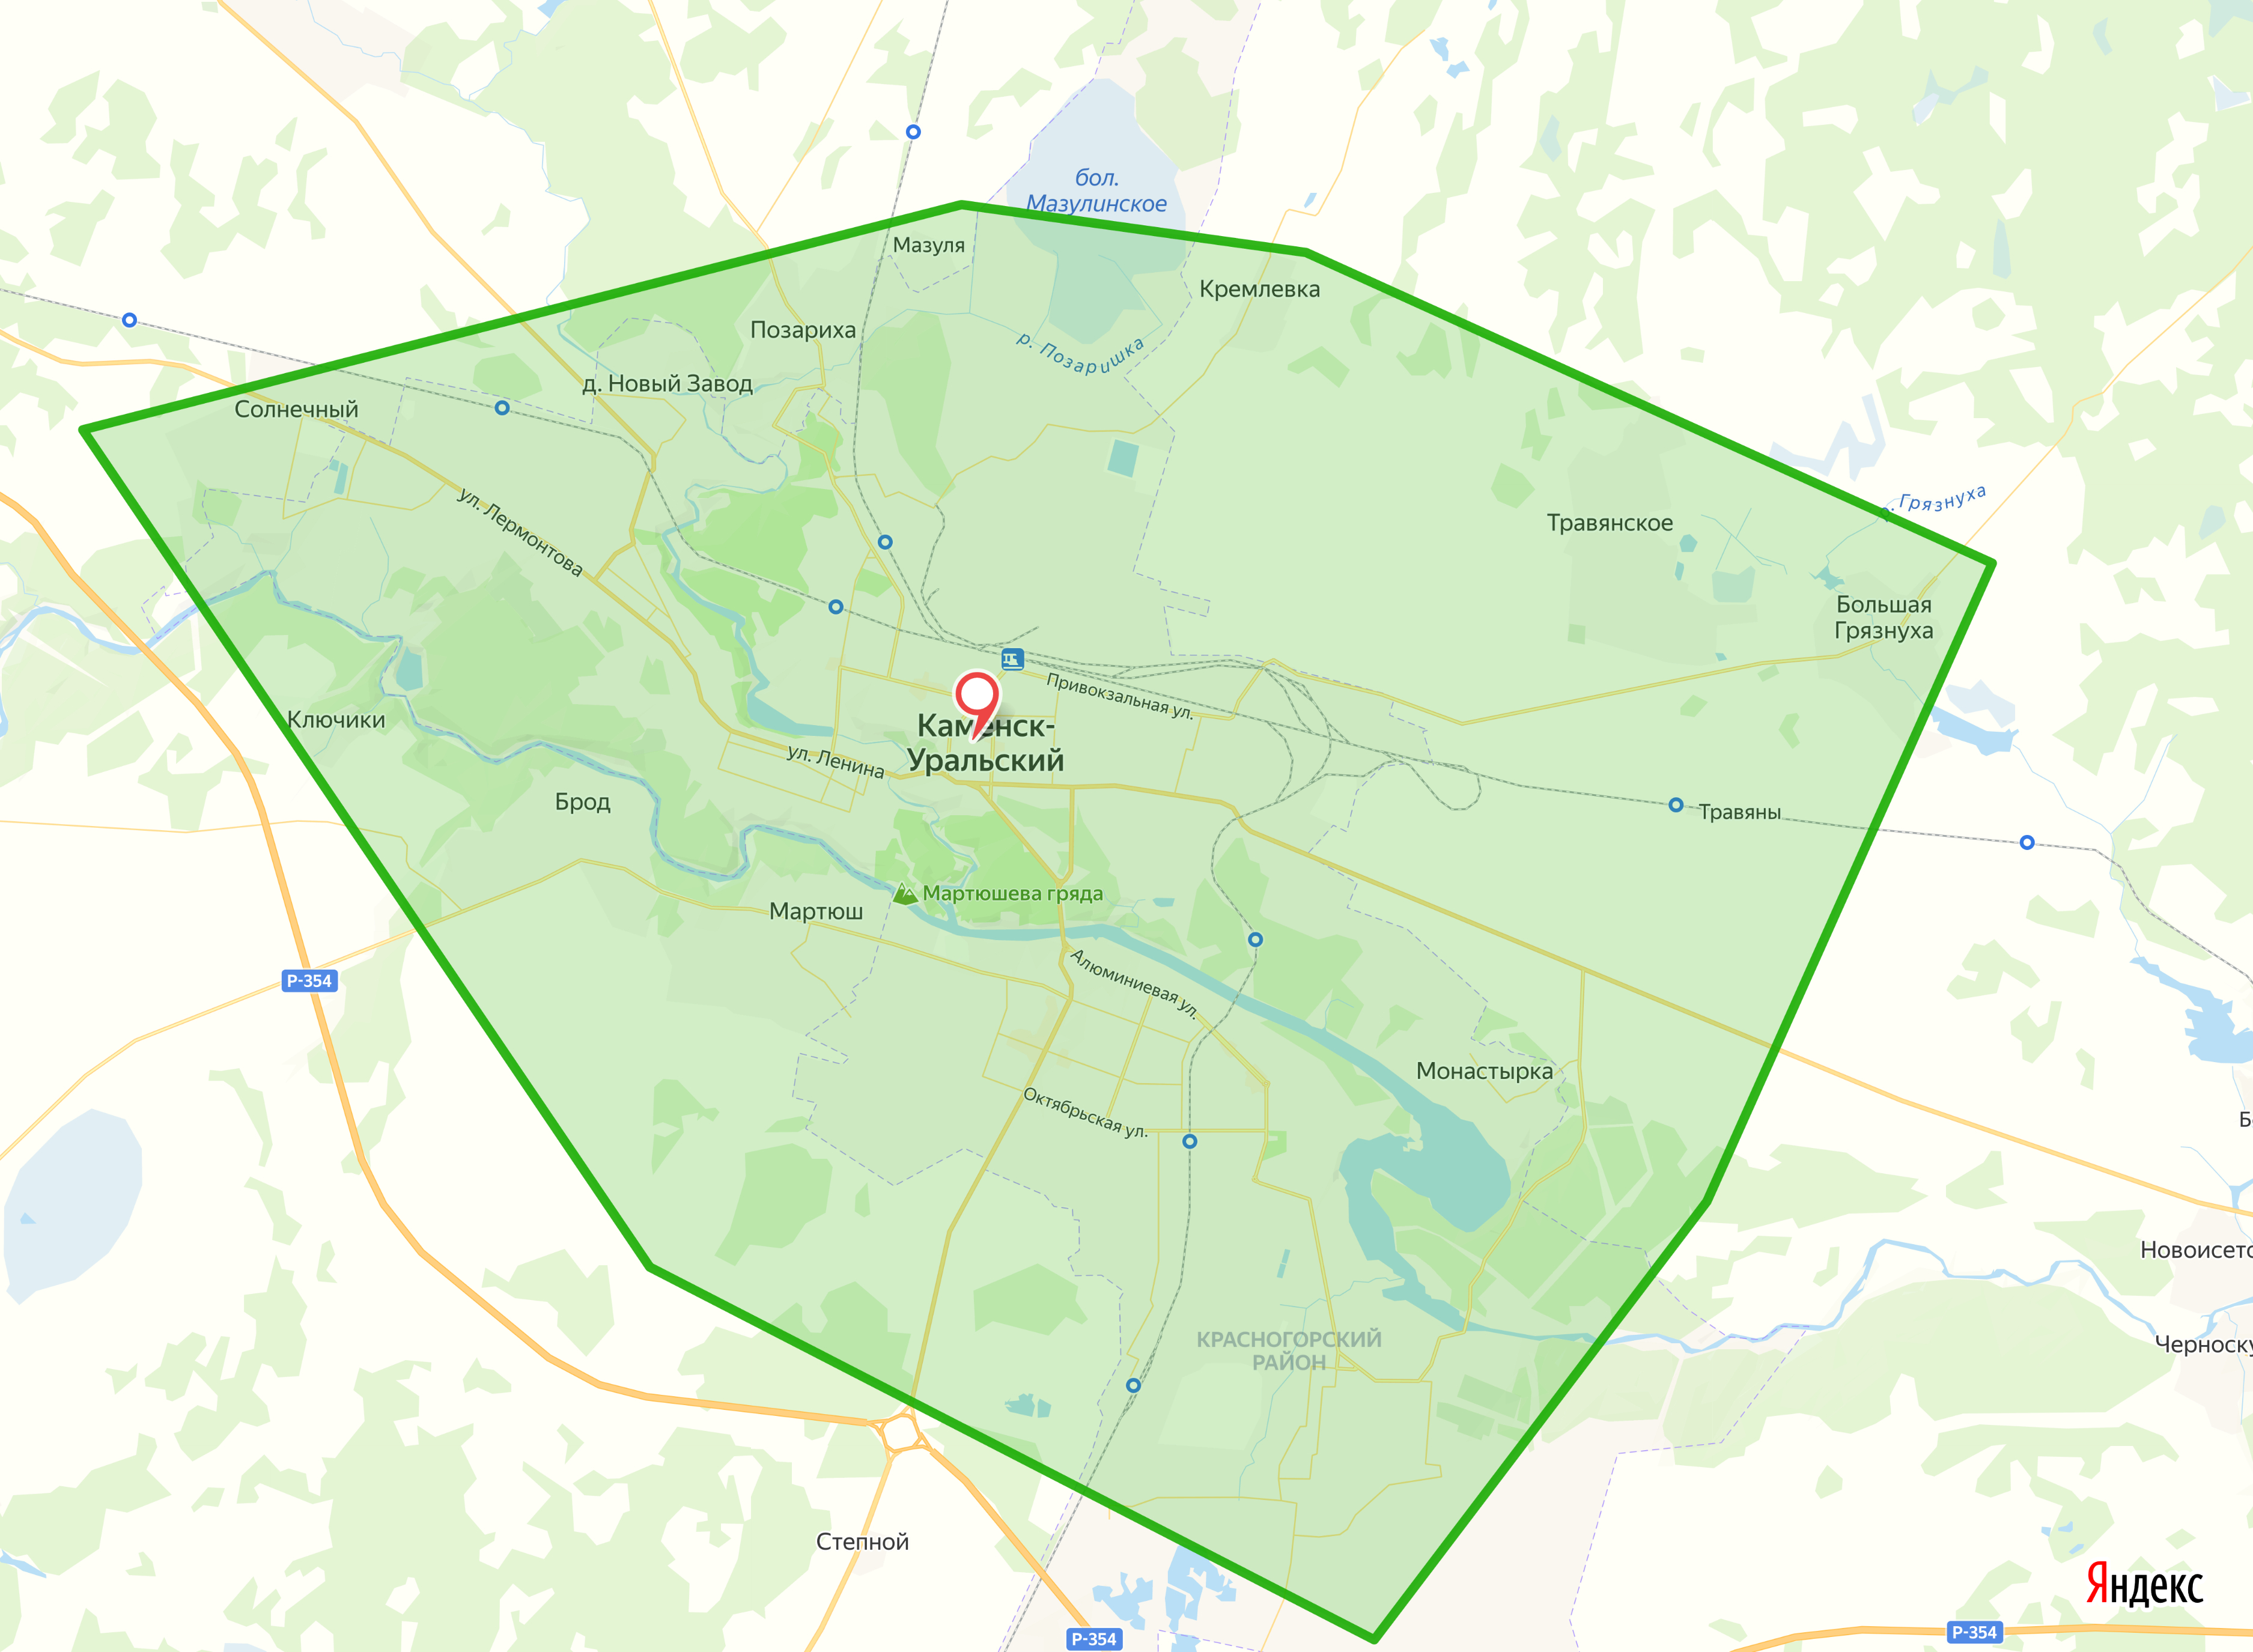 бол.
Мазулинское
Мазуля
Кремлевка
Позариха
р. Позаришка
д. Новый Завод
Солнечный
ул. Лермонтова
р. Грязнуха
Травянское
Большая
Грязнуха
Привокзальная ул.
Каменск-
Уральский
Ключики
ул. Ленина
Брод
Травяны
Мартюшева гряда
Мартюш
Алюминиевая ул.
Р-354
Монастырка
Октябрьская ул.
Новоисетс
КРАСНОГОРСКИЙ
РАЙОН
Черноску
Степной
Яндекс
Р-354
Р-354